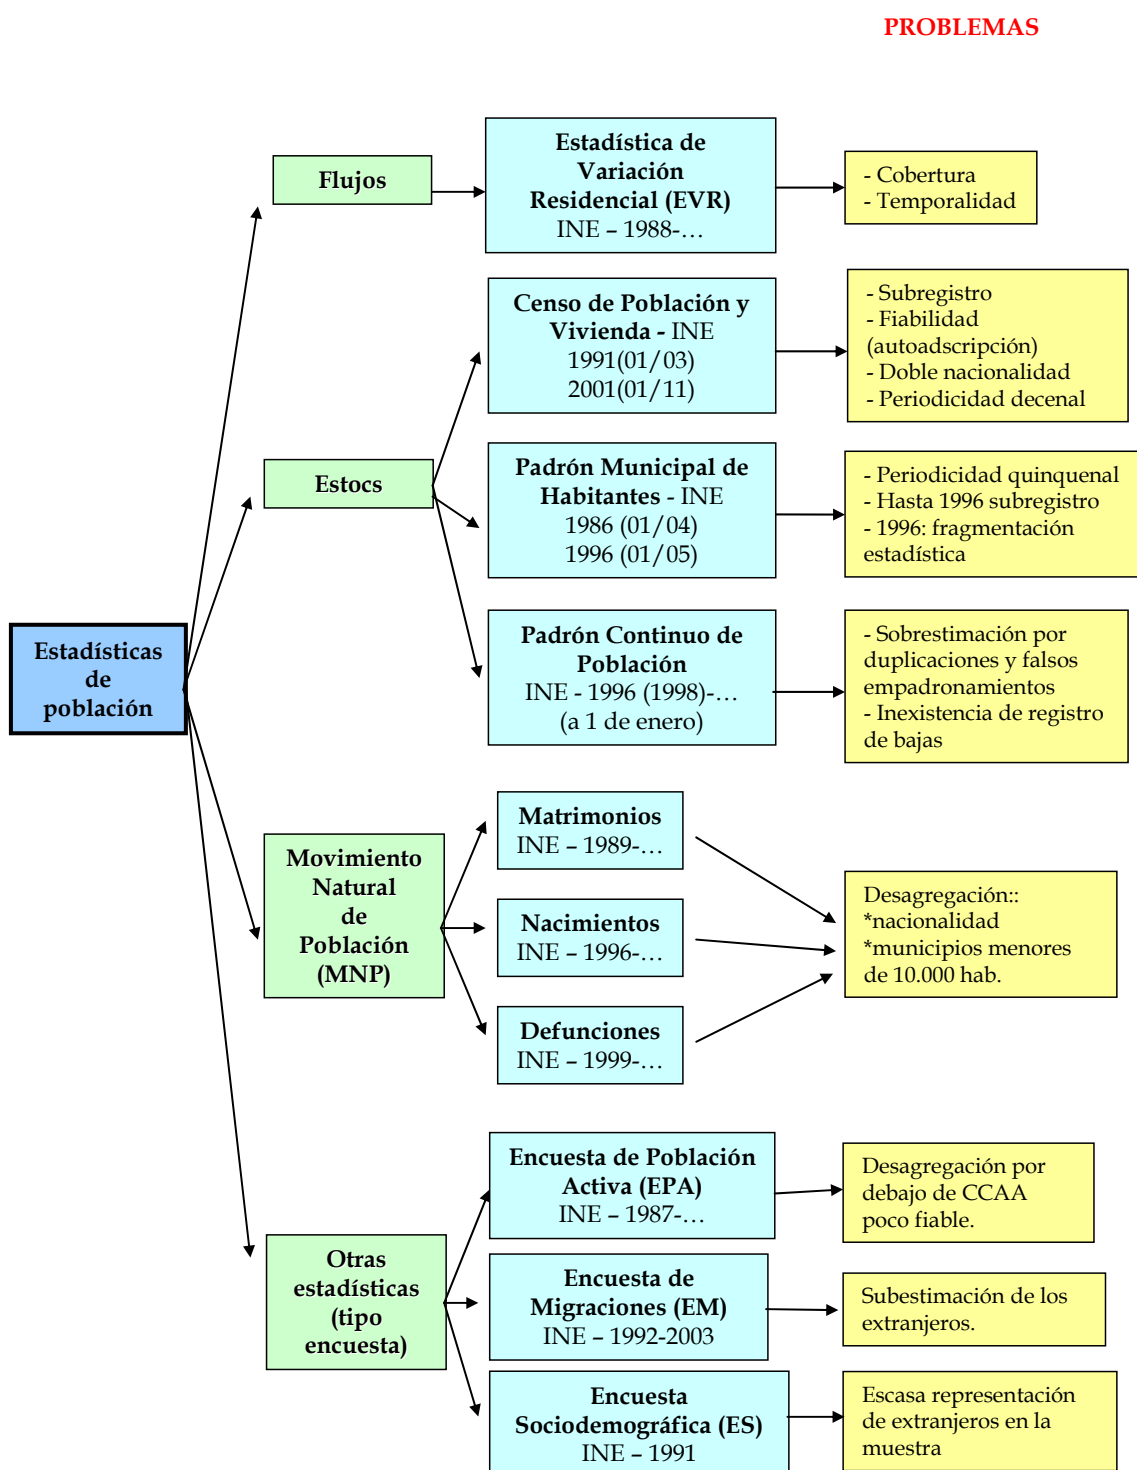 PROBLEMAS
Flujos
Estadística de
Variación
Residencial (EVR)
INE – 1988-…
- Cobertura
- Temporalidad
Censo de Población y
Vivienda - INE
1991(01/03)
2001(01/11)
- Subregistro
- Fiabilidad
(autoadscripción)
- Doble nacionalidad
- Periodicidad decenal
Estocs
Padrón Municipal de
Habitantes - INE
1986 (01/04)
1996 (01/05)
- Periodicidad quinquenal
- Hasta 1996 subregistro
- 1996: fragmentación
estadística
Estadísticas
de
población
Padrón Continuo de
Población
INE - 1996 (1998)-…
(a 1 de enero)
- Sobrestimación por
duplicaciones y falsos
empadronamientos
- Inexistencia de registro
de bajas
Movimiento
Natural
de
Población
(MNP)
Matrimonios
INE – 1989-…
Nacimientos
INE – 1996-…
Defunciones
INE – 1999-…
Desagregación::
*nacionalidad
*municipios menores
de 10.000 hab.
Otras
estadísticas
(tipo
encuesta)
Encuesta de Población
Activa (EPA)
INE – 1987-…
Desagregación por
debajo de CCAA
poco fiable.
Encuesta de
Migraciones (EM)
INE – 1992-2003
Subestimación de los
extranjeros.
Encuesta
Sociodemográfica (ES)
INE – 1991
Escasa representación
de extranjeros en la
muestra